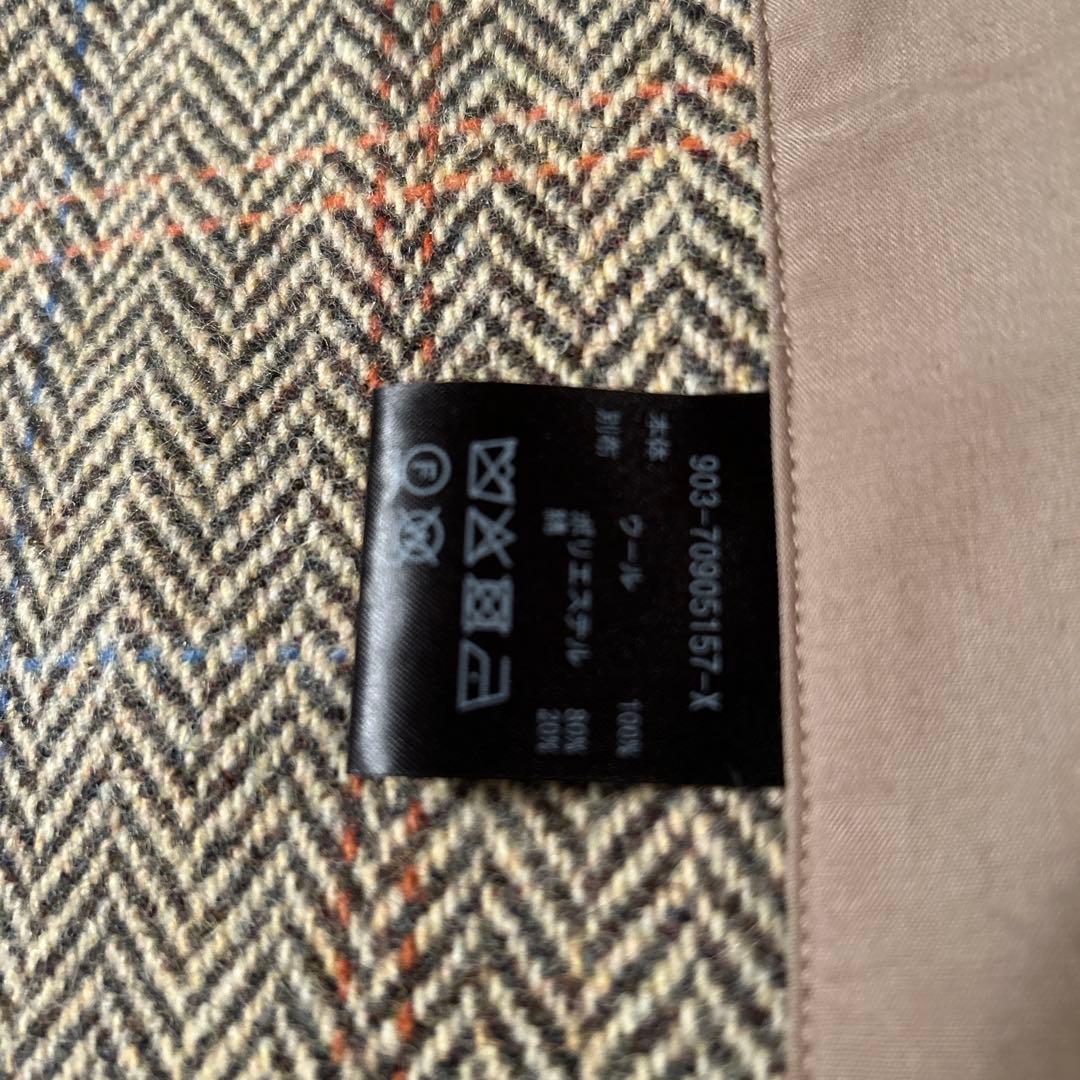 903-70905157-X
本体 ウール 100%
別布 ポリエステル 80%
綿 20%
F